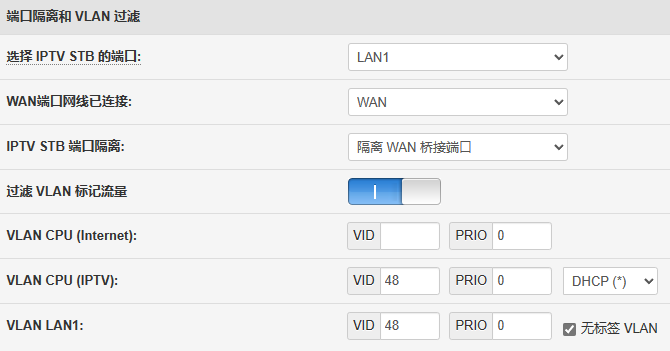 端口隔离和 VLAN 过滤
选择 IPTV STB 的端口: LAN1
WAN端口网线已连接: WAN
IPTV STB 端口隔离: 隔离 WAN 桥接端口
过滤 VLAN 标记流量
VLAN CPU (Internet): VID PRIO 0
VLAN CPU (IPTV): VID 48 PRIO 0 DHCP (*)
VLAN LAN1: VID 48 PRIO 0 无标签 VLAN